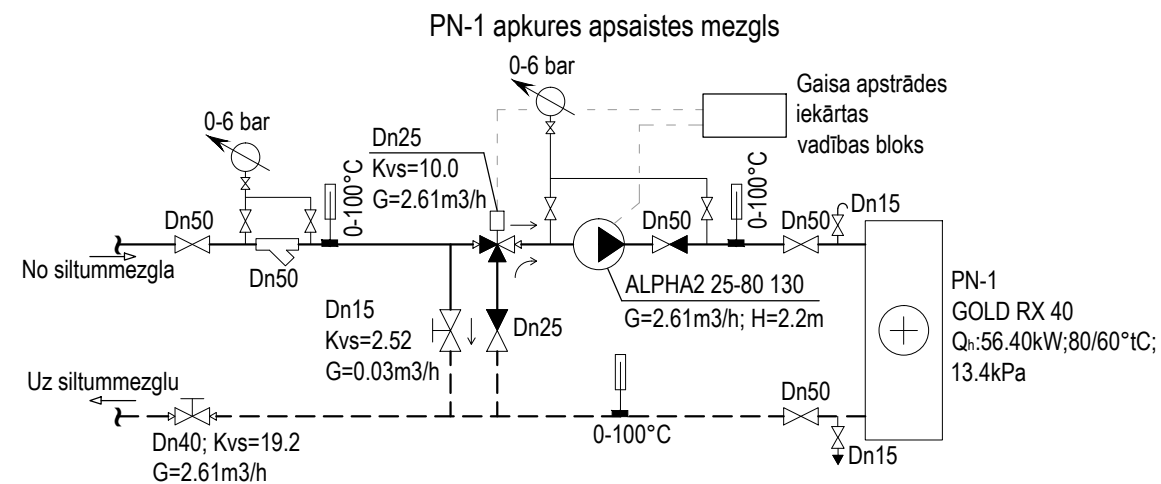 PN-1 apkures apsaistes mezgls
0-6 bar
Gaisa apstrādes
iekārtas
vadības bloks
0-6 bar
Dn25
Kvs=10.0
G=2.61m3/h
0-100°C
0-100°C
Dn50
Dn50
Dn50
Dn15
No siltummezgla
Dn50
ALPHA2 25-80 130
G=2.61m3/h; H=2.2m
PN-1
GOLD RX 40
Qh:56.40kW;80/60°tC;
13.4kPa
Dn15
Kvs=2.52
G=0.03m3/h
Dn25
Uz siltummezglu
Dn50
Dn40; Kvs=19.2
G=2.61m3/h
0-100°C
Dn15